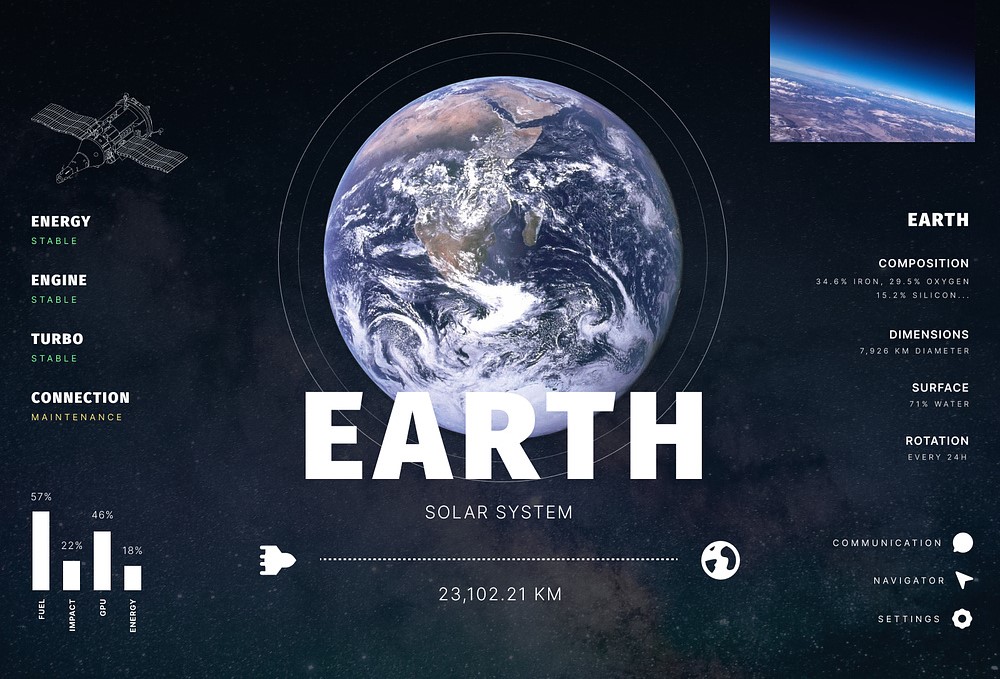 ENERGY
STABLE
ENGINE
STABLE
TURBO
STABLE
CONNECTION
MAINTENANCE
57%
22%
46%
18%
FUEL
IMPACT
GPU
ENERGY
EARTH
SOLAR SYSTEM
23,102.21 KM
EARTH
COMPOSITION
34.6% IRON, 29.5% OXYGEN
15.2% SILICON...
DIMENSIONS
7,926 KM DIAMETER
SURFACE
71% WATER
ROTATION
EVERY 24H
COMMUNICATION
NAVIGATOR
SETTINGS